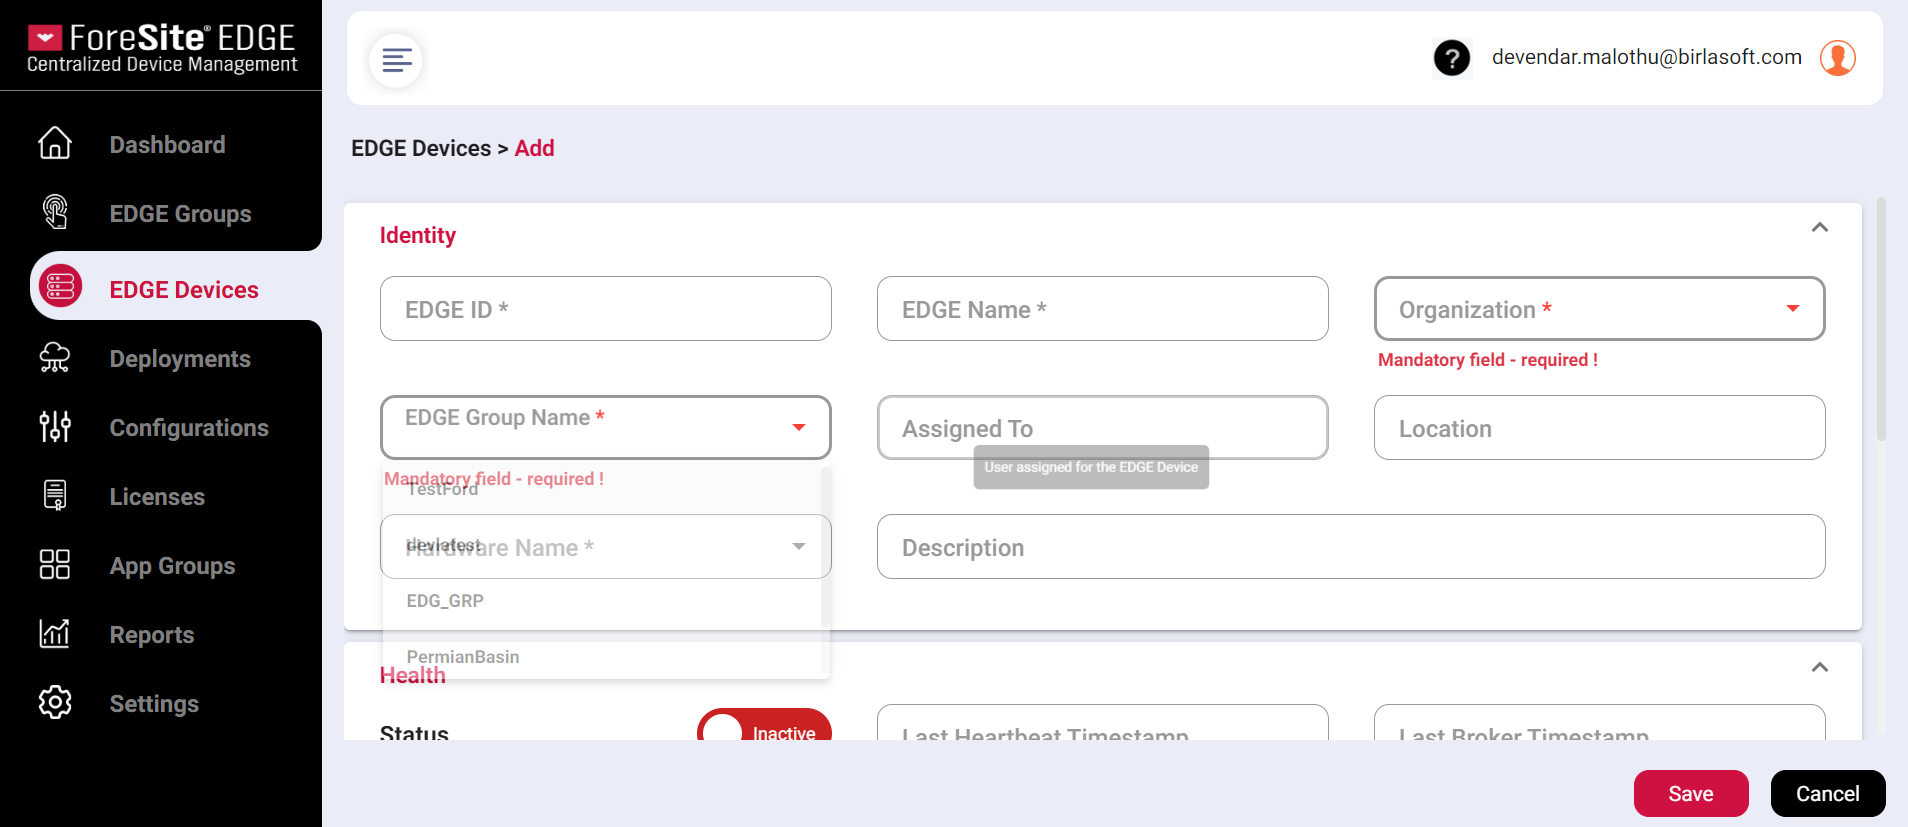 ForeSite® EDGE
Centralized Device Management
?
devendar.malothu@birlasoft.com
Dashboard
EDGE Groups
EDGE Devices
Deployments
Configurations
Licenses
App Groups
Reports
Settings
EDGE Devices > Add
Identity
EDGE ID *
EDGE Name *
Organization *
Mandatory field - required !
EDGE Group Name *
Assigned To
Location
User assigned for the EDGE Device
Mandatory field - required !
TestFord
Hardware Name *
devlatest
Description
EDG_GRP
PermianBasin
Health
Status
Inactive
Last Heartbeat Timestamp
Last Broker Timestamp
Save
Cancel